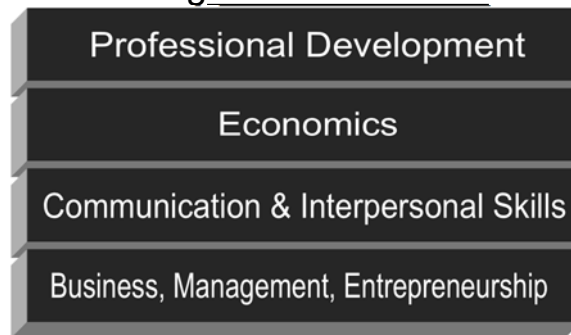 Professional Development
Economics
Communication & Interpersonal Skills
Business, Management, Entrepreneurship